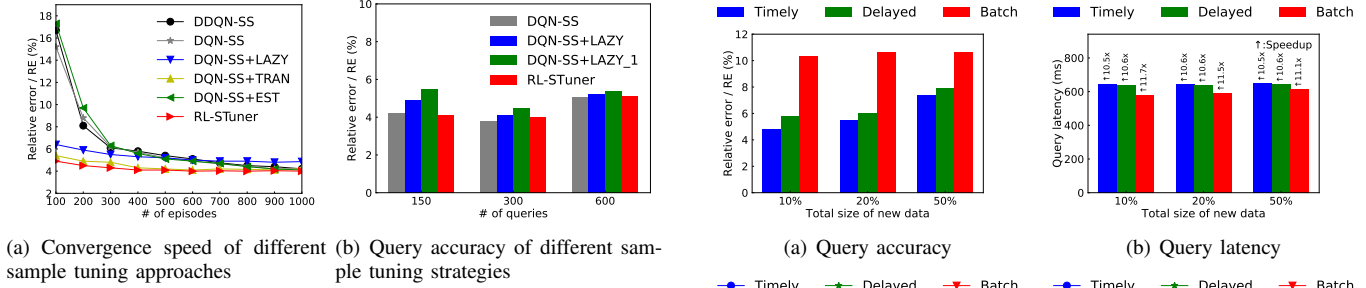 18
16
14
12
10
8
6
4
2
Relative error / RE (%)
DDQN-SS
DQN-SS
DQN-SS+LAZY
DQN-SS+TRAN
DQN-SS+EST
RL-STuner
100 200 300 400 500 600 700 800 900 1000
# of episodes
(a) Convergence speed of different
sample tuning approaches
10
8
6
4
2
0
Relative error / RE (%)
DQN-SS
DQN-SS+LAZY
DQN-SS+LAZY_1
RL-STuner
150 300 600
# of queries
(b) Query accuracy of different sam-
ple tuning strategies
Timely Delayed Batch
12
10
8
6
4
2
0
Relative error / RE (%)
10% 20% 50%
Total size of new data
(a) Query accuracy
Timely Delayed Batch
800
600
400
200
0
Query latency (ms)
↑:Speedup
↑10.5x ↑10.6x ↑11.7x
↑10.6x ↑10.6x ↑11.5x
↑10.5x ↑10.6x ↑11.1x
10% 20% 50%
Total size of new data
(b) Query latency
Timely Delayed Batch
Timely Delayed Batch